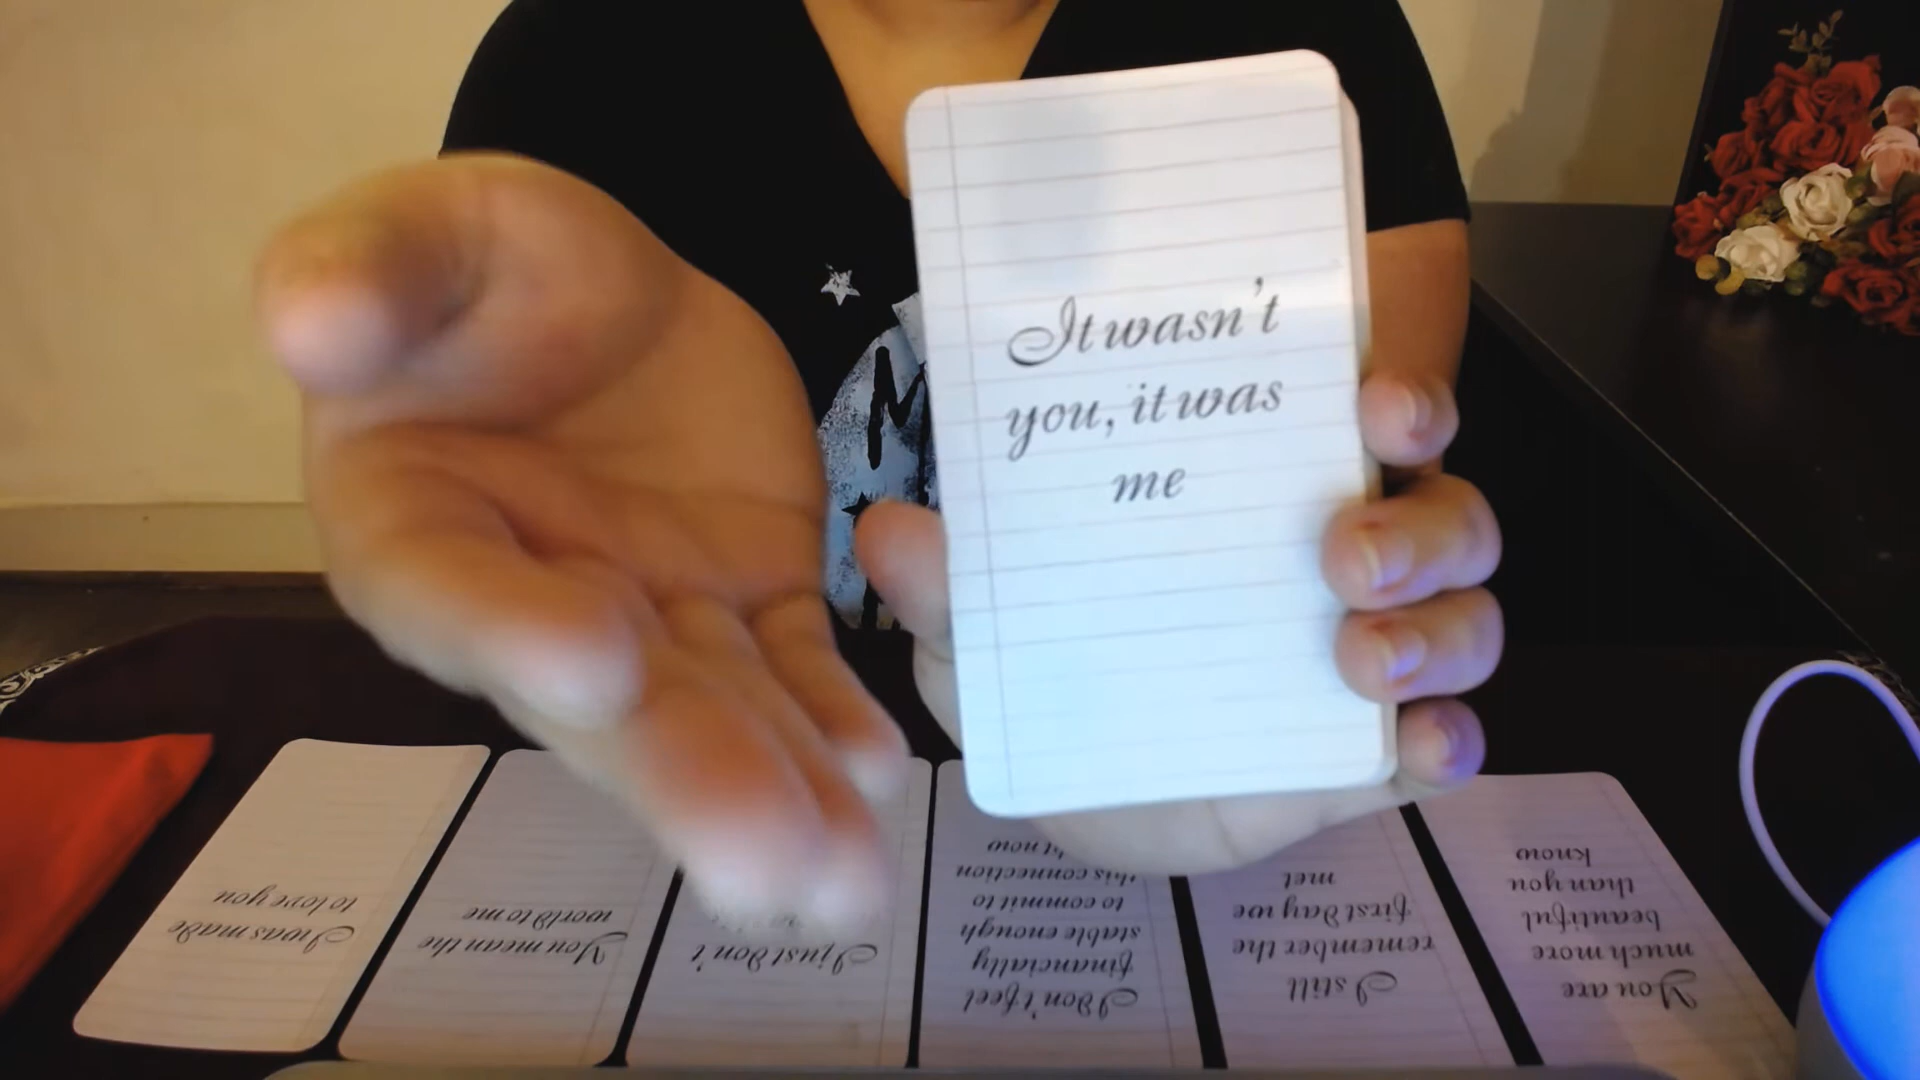 It wasn't
you, it was
me
M
I was made
to love you
You mean the
world to me
I just don't
I don't feel
financially
stable enough
to commit to
this connection
now
I still
remember the
first day we
met
You are
much more
beautiful
than you
know